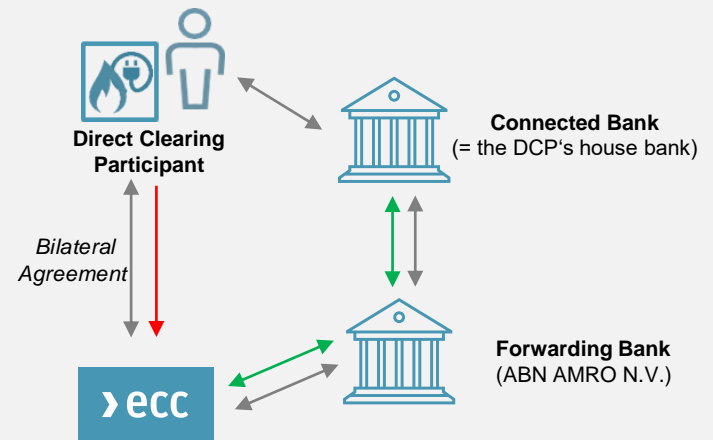 Direct Clearing
Participant
Connected Bank
(= the DCP‘s house bank)
Bilateral
Agreement
Forwarding Bank
(ABN AMRO N.V.)
ecc